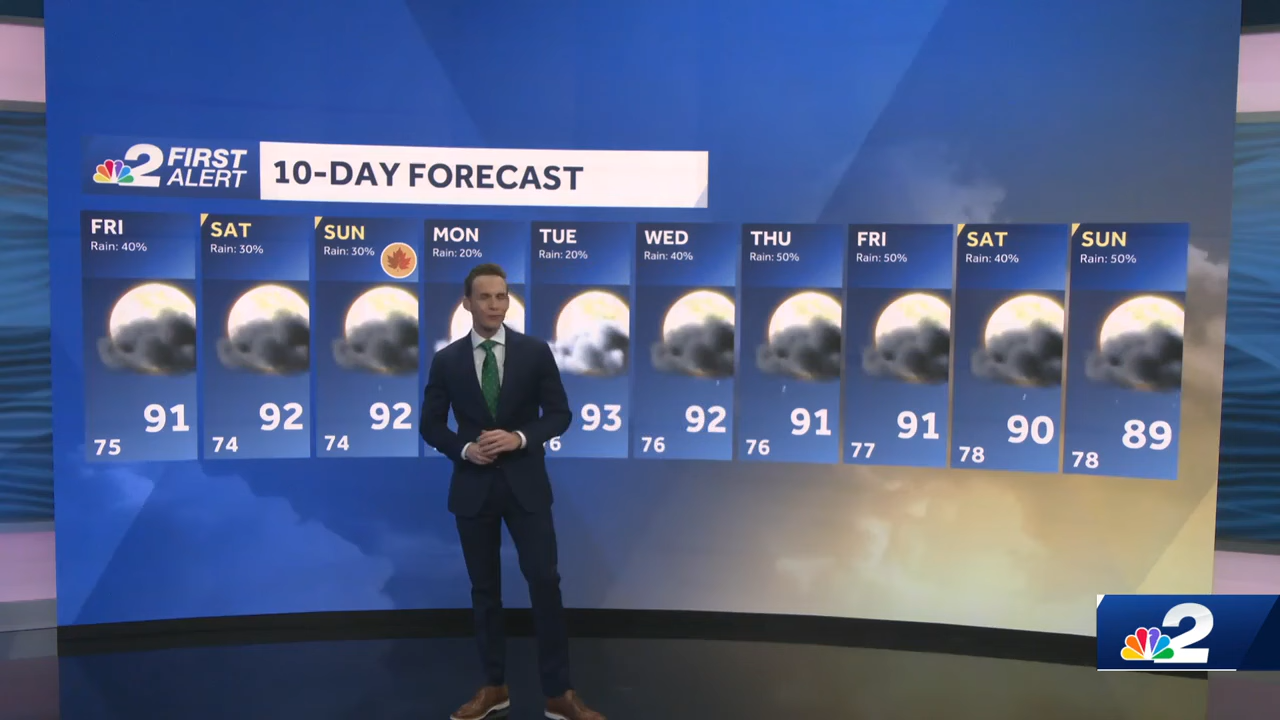 2 FIRST
ALERT
10-DAY FORECAST
FRI
Rain: 40%
91
75
SAT
Rain: 30%
92
74
SUN
Rain: 30%
92
74
MON
Rain: 20%
TUE
Rain: 20%
93
WED
Rain: 40%
92
76
THU
Rain: 50%
91
76
FRI
Rain: 50%
91
77
SAT
Rain: 40%
90
78
SUN
Rain: 50%
89
78
2